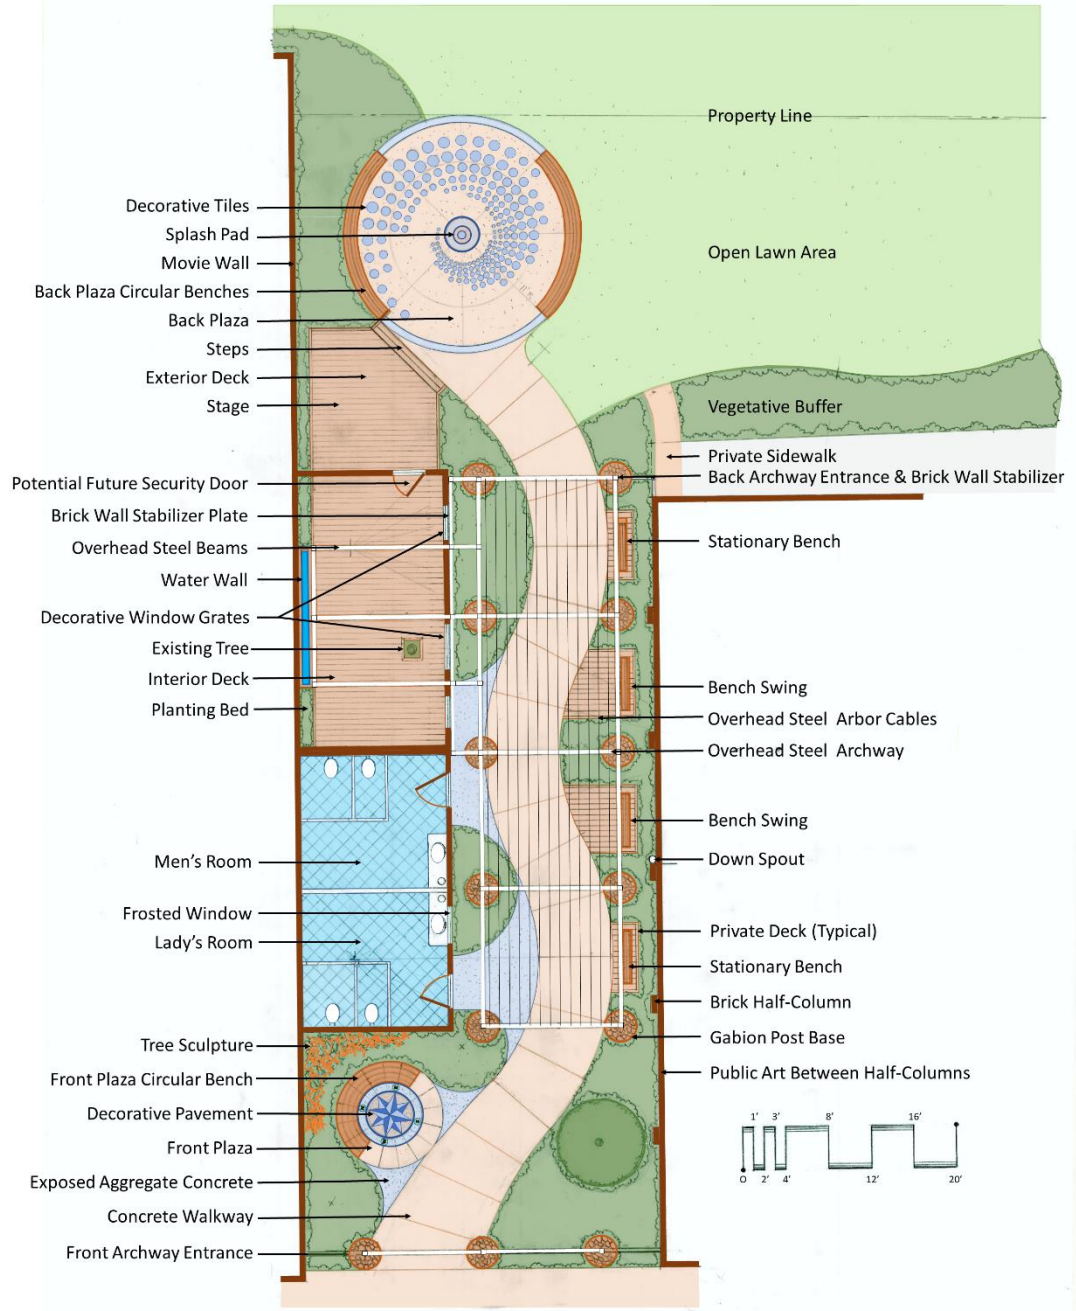 Property Line
Decorative Tiles
Splash Pad
Movie Wall
Open Lawn Area
Back Plaza Circular Benches
Back Plaza
Steps
Exterior Deck
Stage
Vegetative Buffer
Private Sidewalk
Back Archway Entrance & Brick Wall Stabilizer
Potential Future Security Door
Brick Wall Stabilizer Plate
Overhead Steel Beams
Stationary Bench
Water Wall
Decorative Window Grates
Existing Tree
Interior Deck
Bench Swing
Planting Bed
Overhead Steel Arbor Cables
Overhead Steel Archway
Bench Swing
Men's Room
Down Spout
Frosted Window
Private Deck (Typical)
Lady's Room
Stationary Bench
Brick Half-Column
Tree Sculpture
Gabion Post Base
Front Plaza Circular Bench
Public Art Between Half-Columns
Decorative Pavement
Front Plaza
1' 3' 8' 16'
0 2' 4' 12' 20'
Exposed Aggregate Concrete
Concrete Walkway
Front Archway Entrance